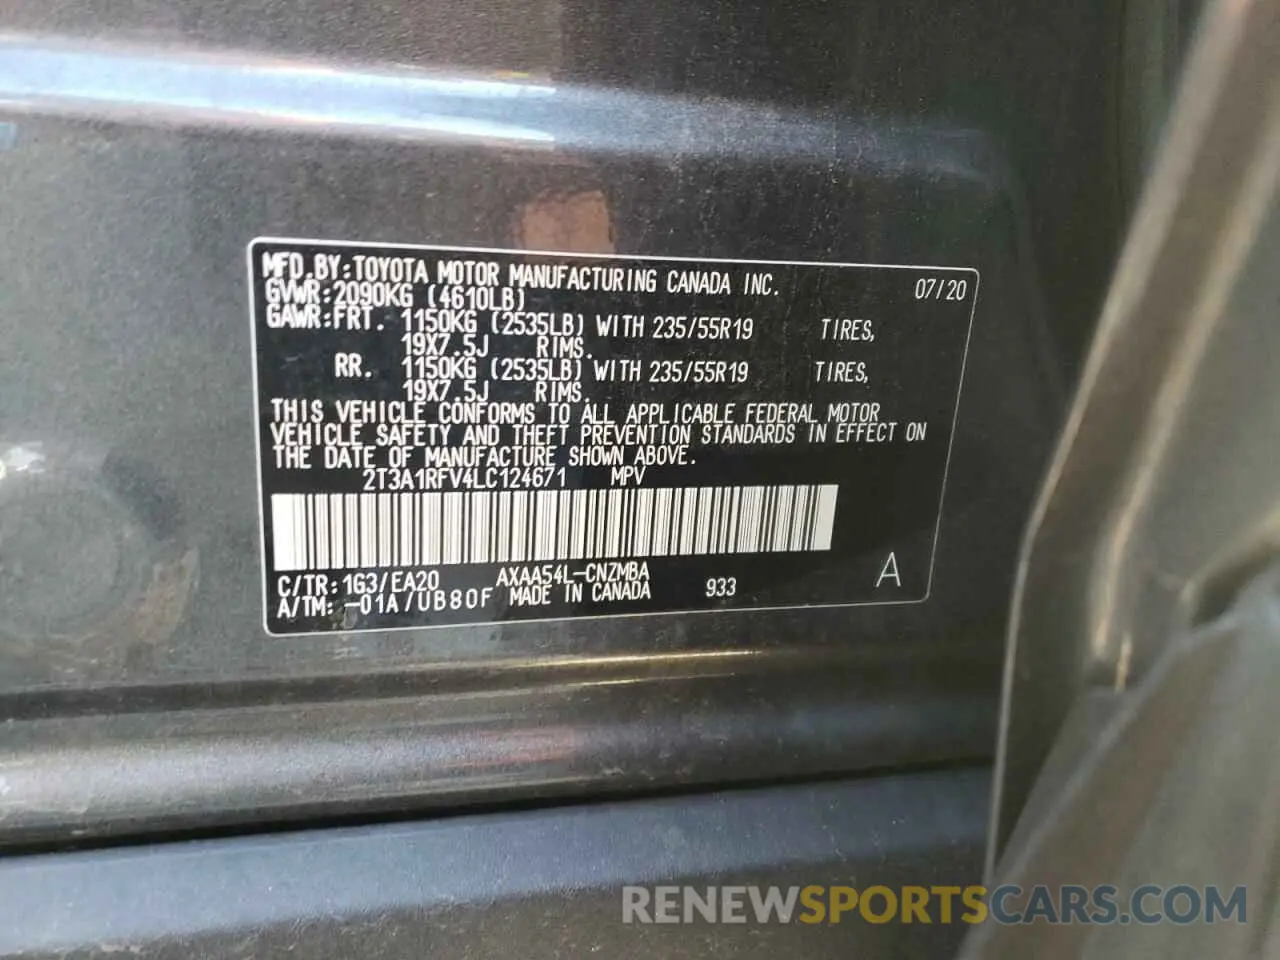 MFD.BY:TOYOTA MOTOR MANUFACTURING CANADA INC. 07/20
GVWR:2090KG (4610LB)
GAWR:FRT. 1150KG (2535LB) WITH 235/55R19 TIRES,
19X7.5J RIMS.
RR. 1150KG (2535LB) WITH 235/55R19 TIRES,
19X7.5J RIMS.
THIS VEHICLE CONFORMS TO ALL APPLICABLE FEDERAL MOTOR
VEHICLE SAFETY AND THEFT PREVENTION STANDARDS IN EFFECT ON
THE DATE OF MANUFACTURE SHOWN ABOVE.
2T3A1RFV4LC124671 MPV
C/TR:1G3/EA20 AXAA54L-CNZMBA 933 A
A/TM:-01A/UB80F MADE IN CANADA
RENEWSPORTSCARS.COM